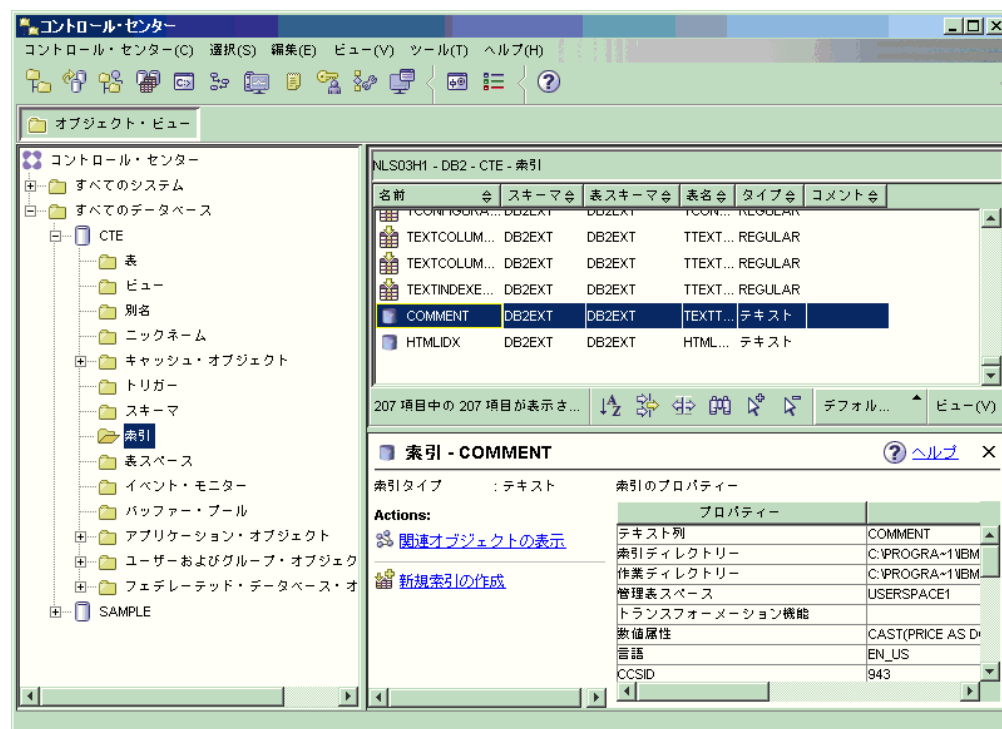 コントロール・センター
コントロール・センター(C) 選択(S) 編集(E) ビュー(V) ツール(T) ヘルプ(H)
オブジェクト・ビュー
コントロール・センター
すべてのシステム
すべてのデータベース
CTE
表
ビュー
別名
ニックネーム
キャッシュ・オブジェクト
トリガー
スキーマ
索引
表スペース
イベント・モニター
バッファー・プール
アプリケーション・オブジェクト
ユーザーおよびグループ・オブジェク
フェデレーテッド・データベース・オ
SAMPLE
NLS03H1 - DB2 - CTE - 索引
名前 スキーマ 表スキーマ 表名 タイプ コメント
TCONFIGURA... DB2EXT DB2EXT TCON... REGULAR
TEXTCOLUM... DB2EXT DB2EXT TTEXT... REGULAR
TEXTCOLUM... DB2EXT DB2EXT TTEXT... REGULAR
TEXTINDEXE... DB2EXT DB2EXT TTEXT... REGULAR
COMMENT DB2EXT DB2EXT TEXTT... テキスト
HTMLIDX DB2EXT DB2EXT HTML... テキスト
207 項目中の 207 項目が表示さ... デフォル... ビュー(V)
索引 - COMMENT ヘルプ
索引タイプ : テキスト
Actions:
関連オブジェクトの表示
新規索引の作成
索引のプロパティー
プロパティー
テキスト列 COMMENT
索引ディレクトリー C:\PROGRA~1\IBM
作業ディレクトリー C:\PROGRA~1\IBM
管理表スペース USERSPACE1
トランスフォーメーション機能
数値属性 CAST(PRICE AS
言語 EN_US
CCSID 943